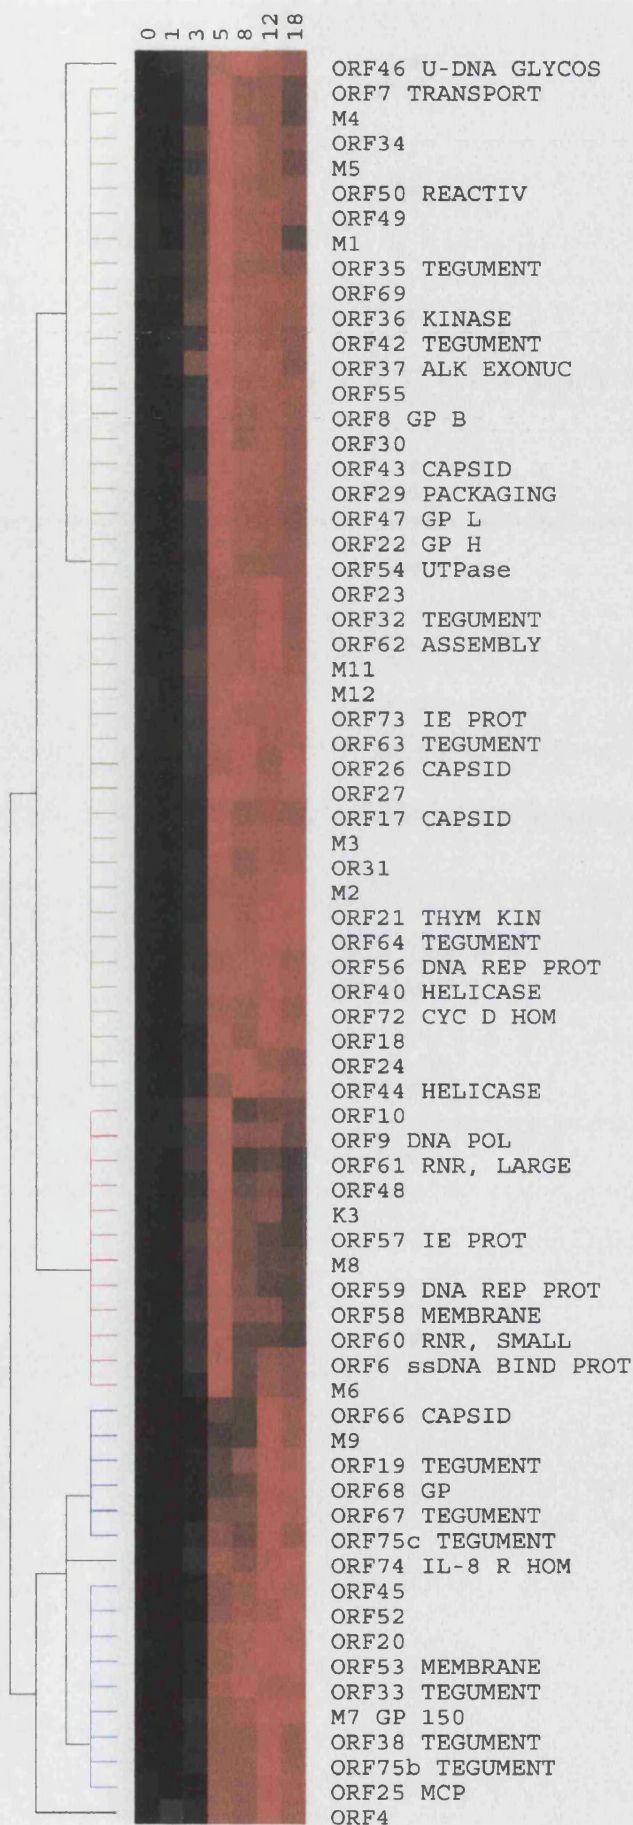 0 1 3 5 8 12 18
ORF46 U-DNA GLYCOS
ORF7 TRANSPORT
M4
ORF34
M5
ORF50 REACTIV
ORF49
M1
ORF35 TEGUMENT
ORF69
ORF36 KINASE
ORF42 TEGUMENT
ORF37 ALK EXONUC
ORF55
ORF8 GP B
ORF30
ORF43 CAPSID
ORF29 PACKAGING
ORF47 GP L
ORF22 GP H
ORF54 UTPase
ORF23
ORF32 TEGUMENT
ORF62 ASSEMBLY
M11
M12
ORF73 IE PROT
ORF63 TEGUMENT
ORF26 CAPSID
ORF27
ORF17 CAPSID
M3
OR31
M2
ORF21 THYM KIN
ORF64 TEGUMENT
ORF56 DNA REP PROT
ORF40 HELICASE
ORF72 CYC D HOM
ORF18
ORF24
ORF44 HELICASE
ORF10
ORF9 DNA POL
ORF61 RNR, LARGE
ORF48
K3
ORF57 IE PROT
M8
ORF59 DNA REP PROT
ORF58 MEMBRANE
ORF60 RNR, SMALL
ORF6 ssDNA BIND PROT
M6
ORF66 CAPSID
M9
ORF19 TEGUMENT
ORF68 GP
ORF67 TEGUMENT
ORF75c TEGUMENT
ORF74 IL-8 R HOM
ORF45
ORF52
ORF20
ORF53 MEMBRANE
ORF33 TEGUMENT
M7 GP 150
ORF38 TEGUMENT
ORF75b TEGUMENT
ORF25 MCP
ORF4